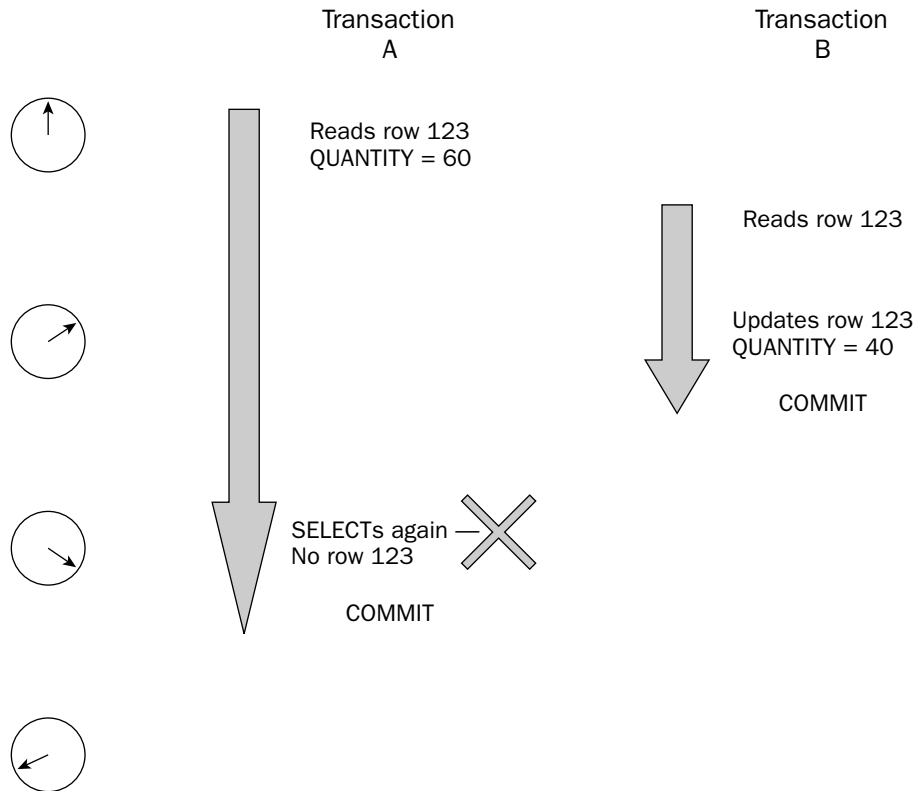 Transaction
A
Transaction
B
Reads row 123
QUANTITY = 60
Reads row 123
Updates row 123
QUANTITY = 40
COMMIT
SELECTs again
No row 123
COMMIT